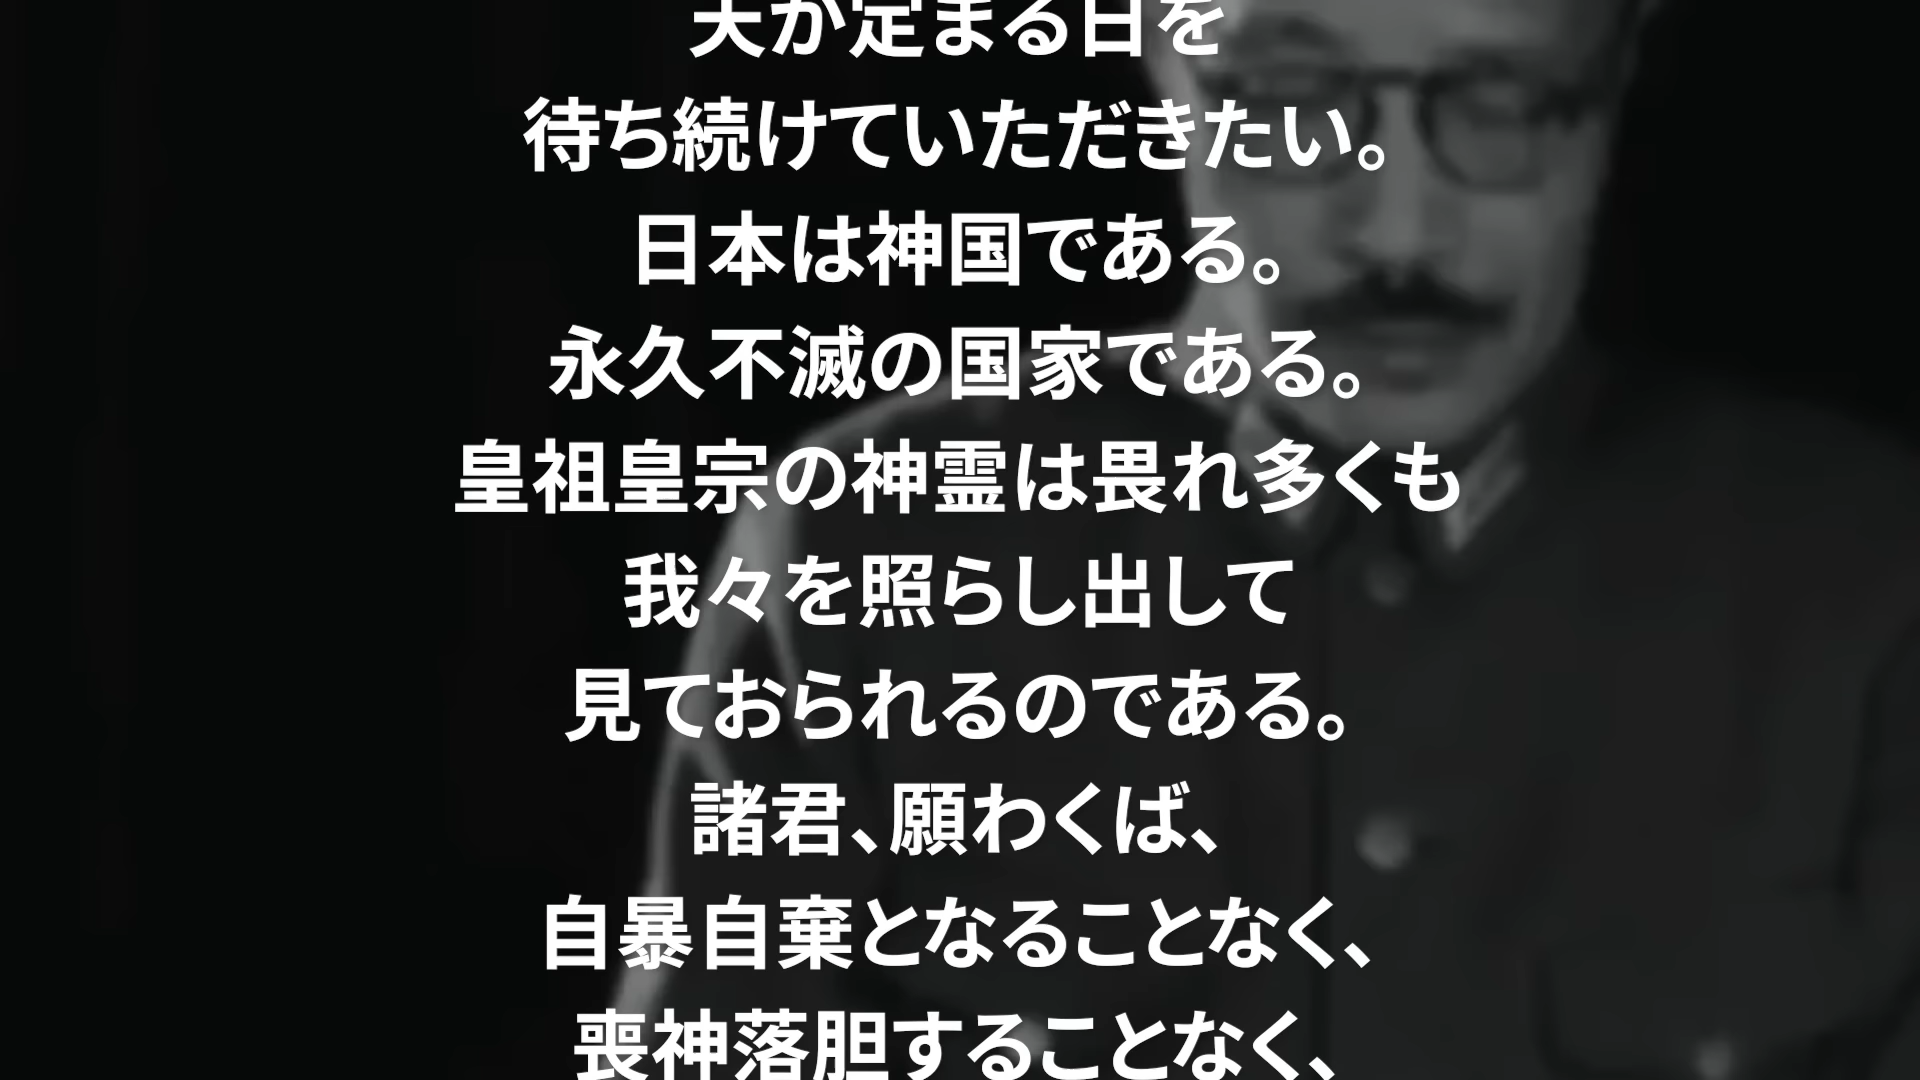 天が定まる日を
待ち続けていただきたい。
日本は神国である。
永久不滅の国家である。
皇祖皇宗の神霊は畏れ多くも
我々を照らし出して
見ておられるのである。
諸君、願わくば、
自暴自棄となることなく、
喪神落胆することなく、